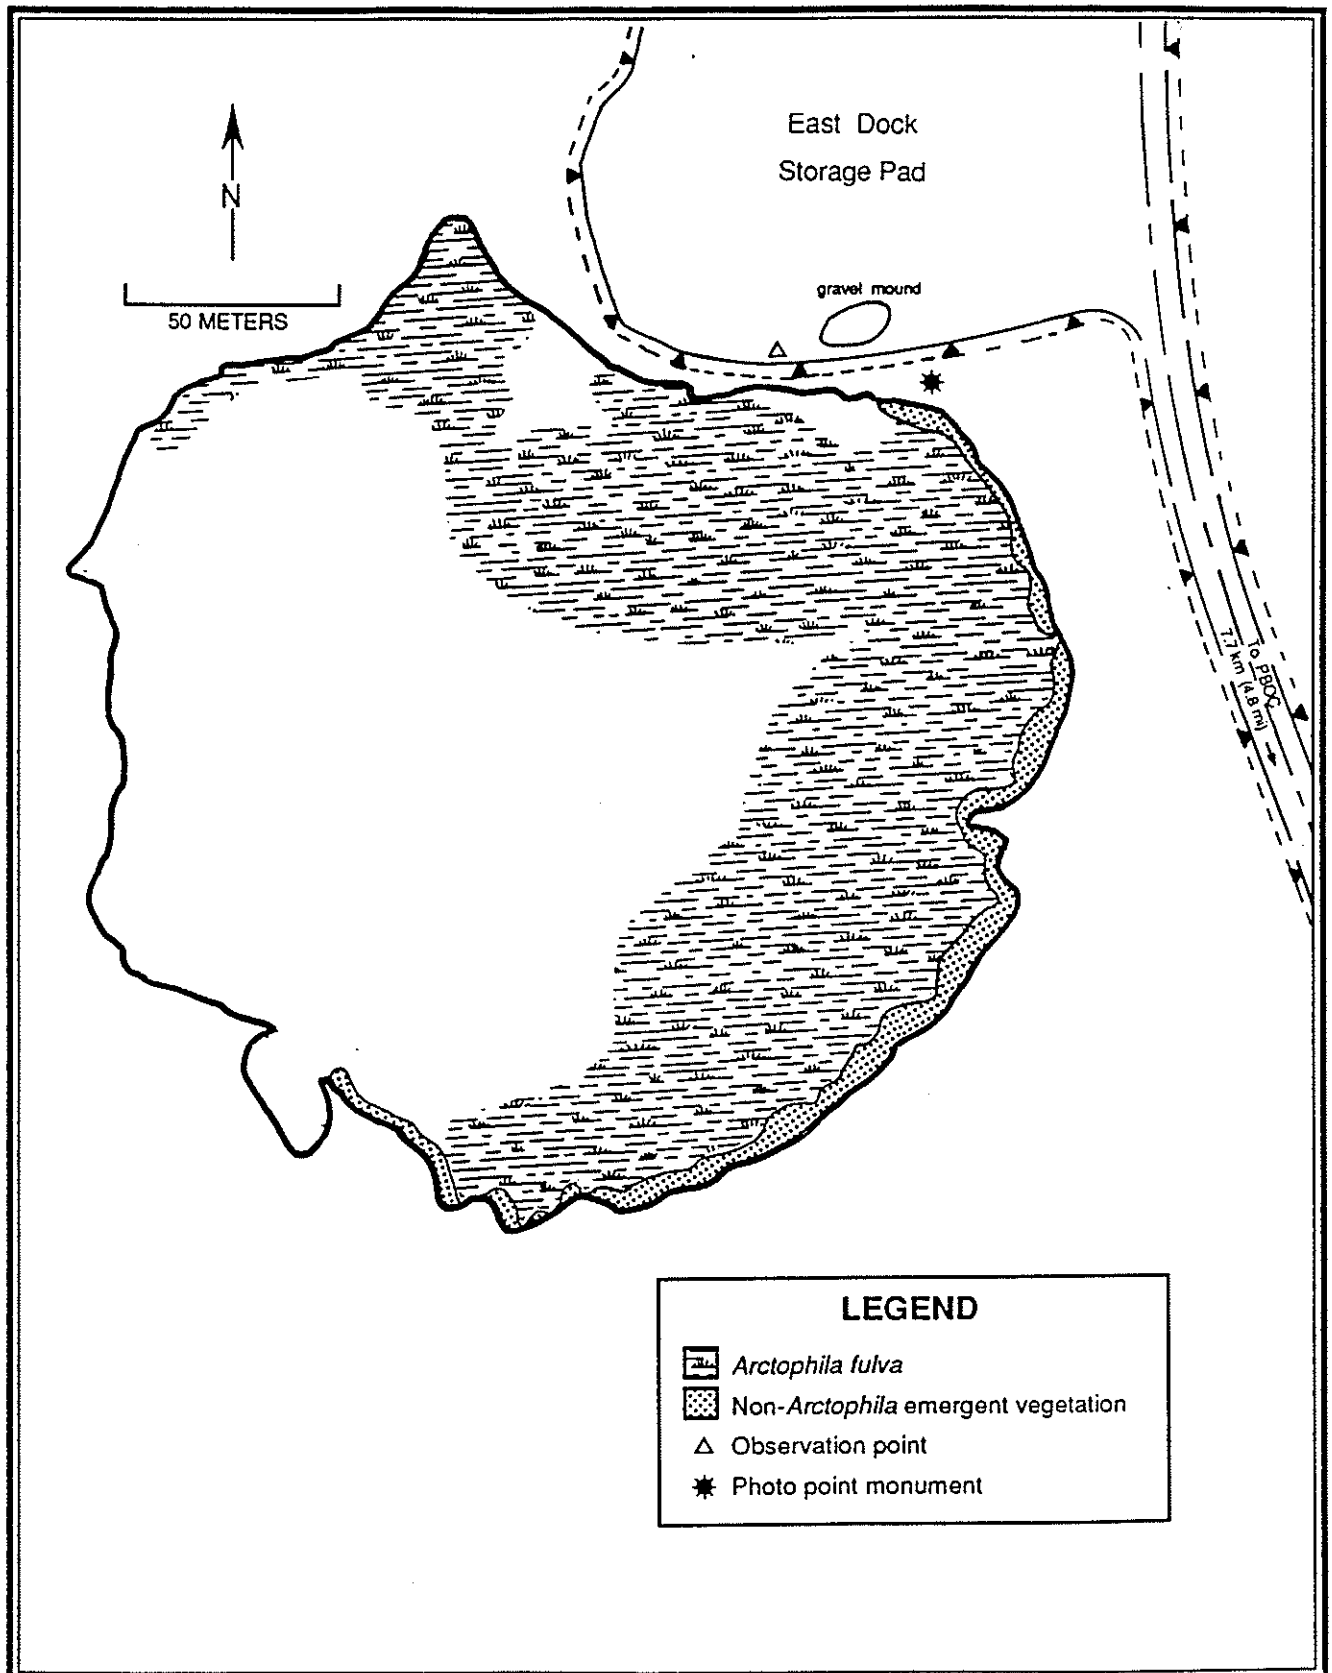 East Dock
Storage Pad
N
gravel mound
50 METERS
To PBOC
7.7 km (4.8 mi) →
LEGEND
Arctophila fulva
Non-Arctophila emergent vegetation
Observation point
Photo point monument